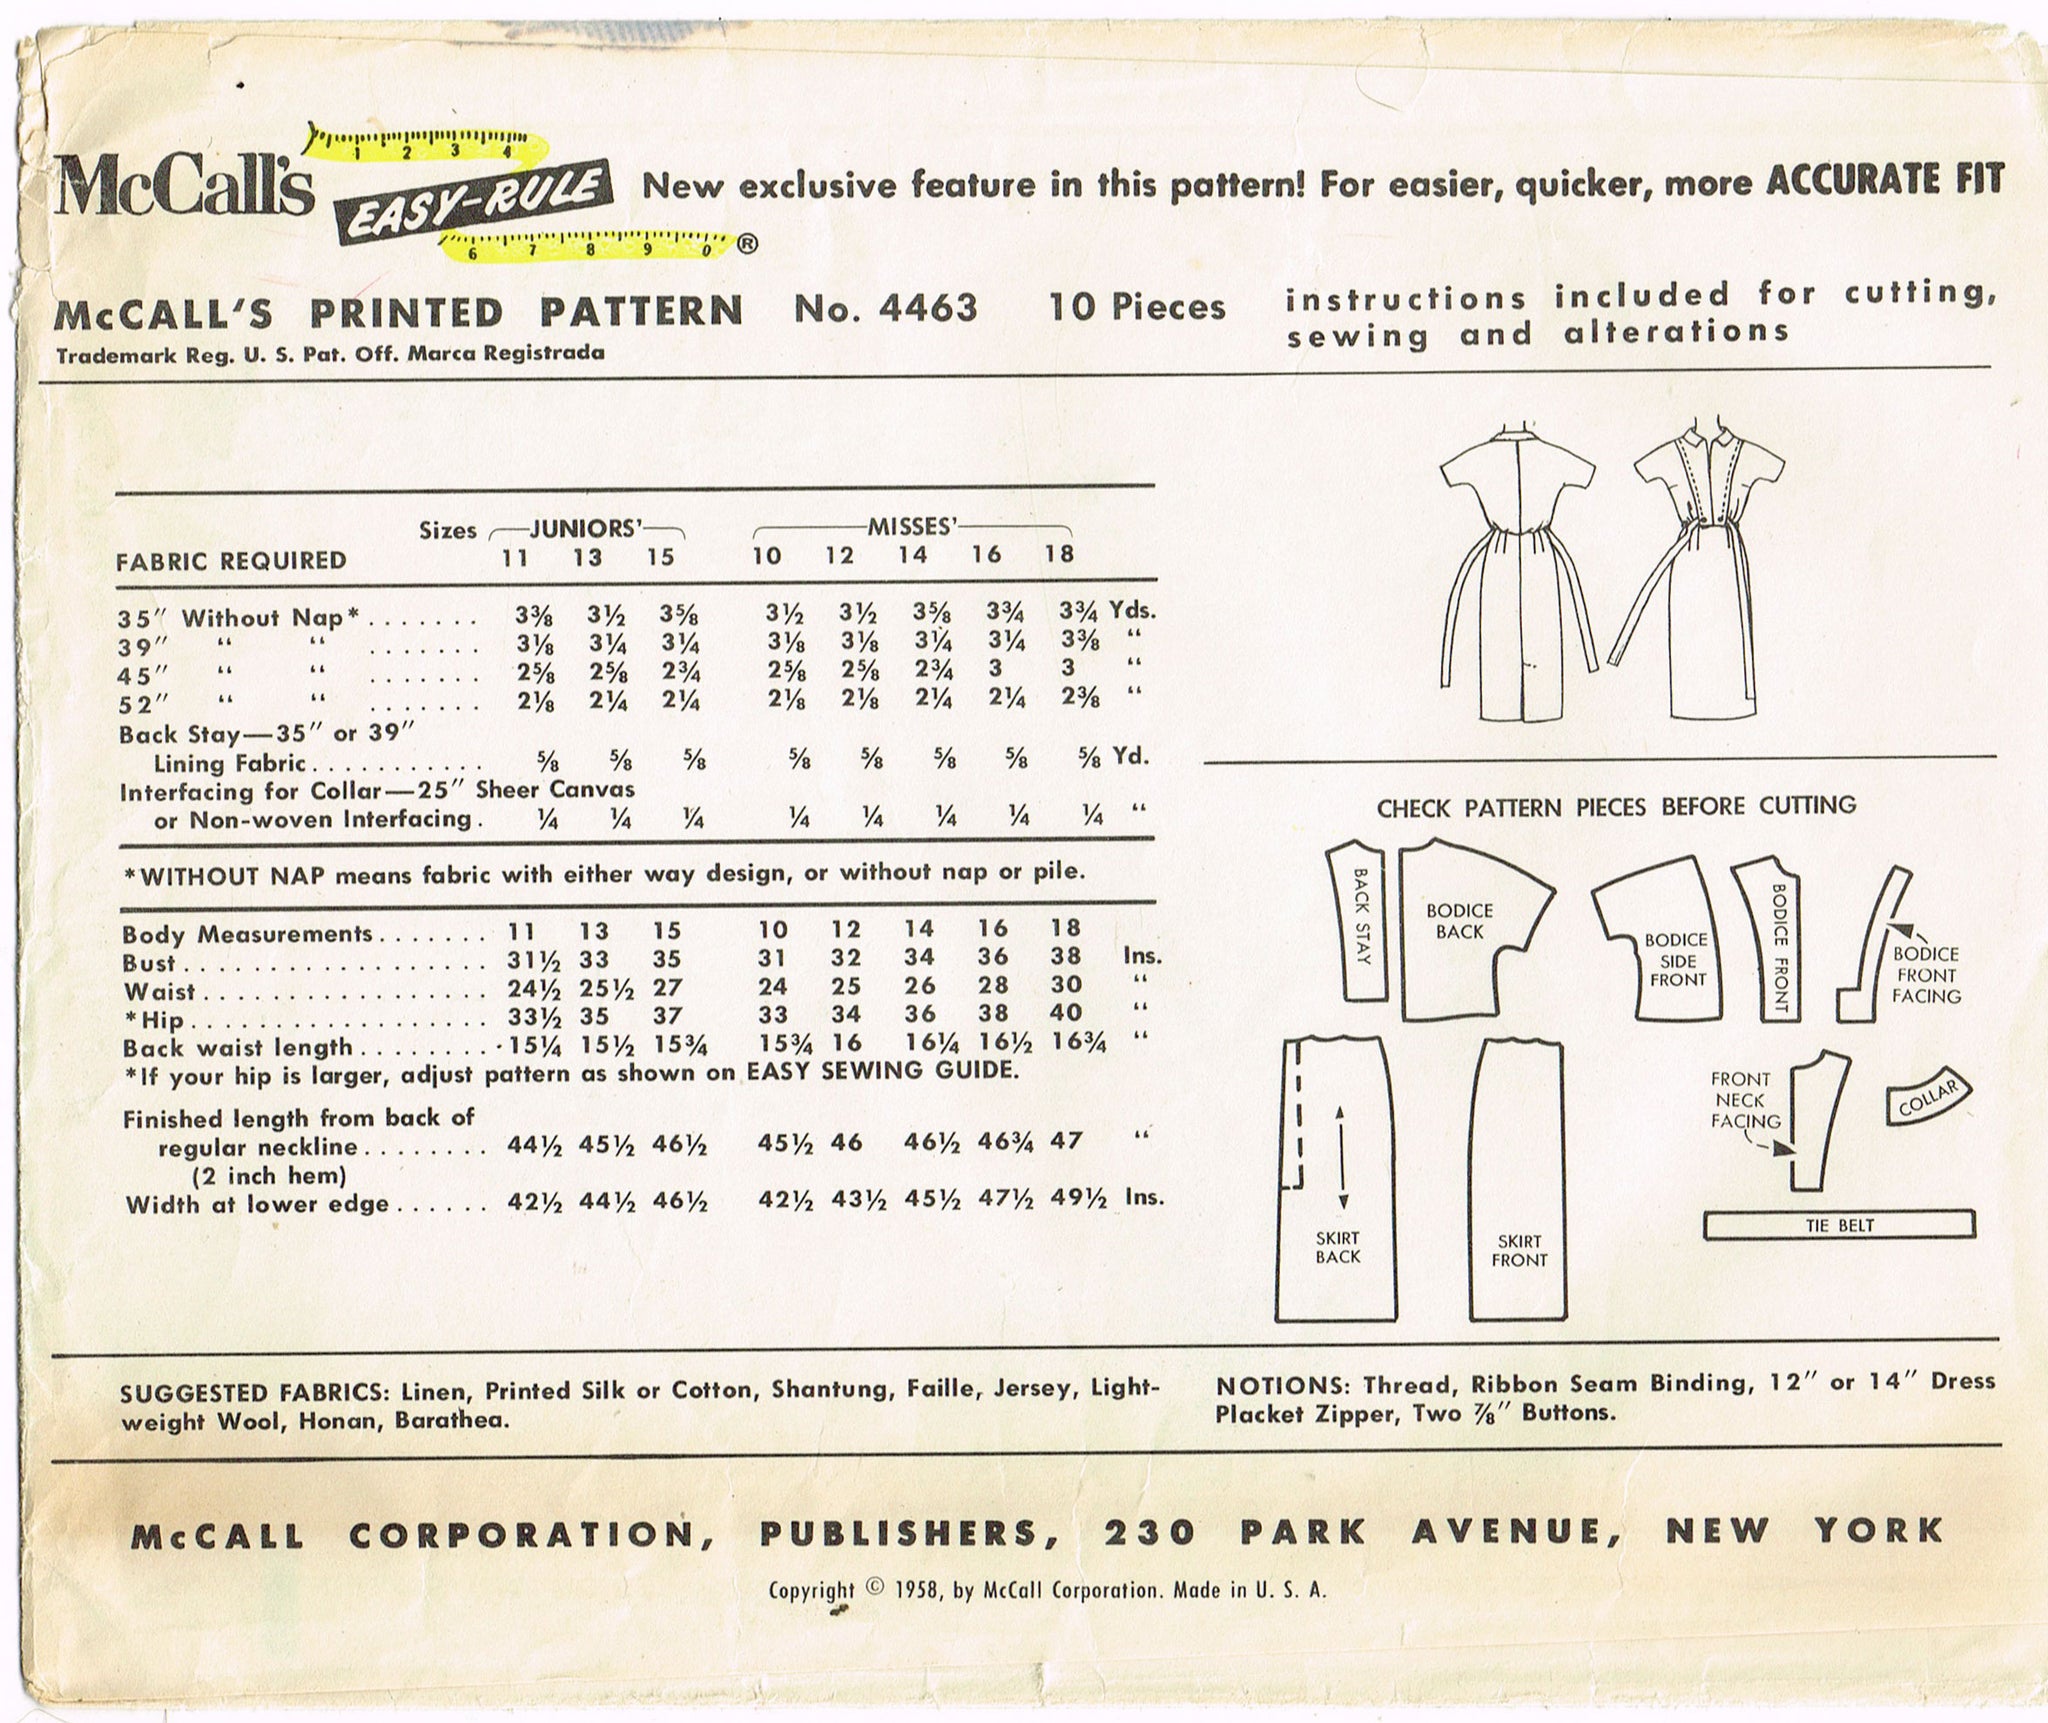 1 2 3 4
McCall's EASY-RULE New exclusive feature in this pattern! For easier, quicker, more ACCURATE FIT
6 7 8 9 0 ®
McCALL'S PRINTED PATTERN No. 4463 10 Pieces instructions included for cutting,
sewing and alterations
Trademark Reg. U. S. Pat. Off. Marca Registrada
Sizes JUNIORS' MISSES'
FABRIC REQUIRED 11 13 15 10 12 14 16 18
35" Without Nap* ....... 3⅜ 3½ 3⅝ 3½ 3½ 3⅝ 3¾ 3¾ Yds.
39" " " ....... 3⅛ 3¼ 3¼ 3⅛ 3⅛ 3¼ 3¼ 3⅜ "
45" " " ....... 2⅝ 2⅝ 2¾ 2⅝ 2⅝ 2¾ 3 3 "
52" " " ....... 2⅛ 2¼ 2¼ 2⅛ 2⅛ 2¼ 2¼ 2⅜ "
Back Stay—35" or 39"
Lining Fabric........... ⅝ ⅝ ⅝ ⅝ ⅝ ⅝ ⅝ ⅝ Yd.
Interfacing for Collar—25" Sheer Canvas
or Non-woven Interfacing. ¼ ¼ ¼ ¼ ¼ ¼ ¼ ¼ "
*WITHOUT NAP means fabric with either way design, or without nap or pile.
Body Measurements....... 11 13 15 10 12 14 16 18
Bust.................. 31½ 33 35 31 32 34 36 38 Ins.
Waist................. 24½ 25½ 27 24 25 26 28 30 "
*Hip.................. 33½ 35 37 33 34 36 38 40 "
Back waist length........ 15¼ 15½ 15¾ 15¾ 16 16¼ 16½ 16¾ "
*If your hip is larger, adjust pattern as shown on EASY SEWING GUIDE.
Finished length from back of
regular neckline........ 44½ 45½ 46½ 45½ 46 46½ 46¾ 47 "
(2 inch hem)
Width at lower edge...... 42½ 44½ 46½ 42½ 43½ 45½ 47½ 49½ Ins.
CHECK PATTERN PIECES BEFORE CUTTING
BACK STAY
BODICE
BACK
BODICE
SIDE
FRONT
BODICE FRONT
BODICE
FRONT
FACING
SKIRT
BACK
SKIRT
FRONT
FRONT
NECK
FACING
COLLAR
TIE BELT
SUGGESTED FABRICS: Linen, Printed Silk or Cotton, Shantung, Faille, Jersey, Light-
weight Wool, Honan, Barathea.
NOTIONS: Thread, Ribbon Seam Binding, 12" or 14" Dress
Placket Zipper, Two ⅞" Buttons.
McCALL CORPORATION, PUBLISHERS, 230 PARK AVENUE, NEW YORK
Copyright © 1958, by McCall Corporation. Made in U. S. A.